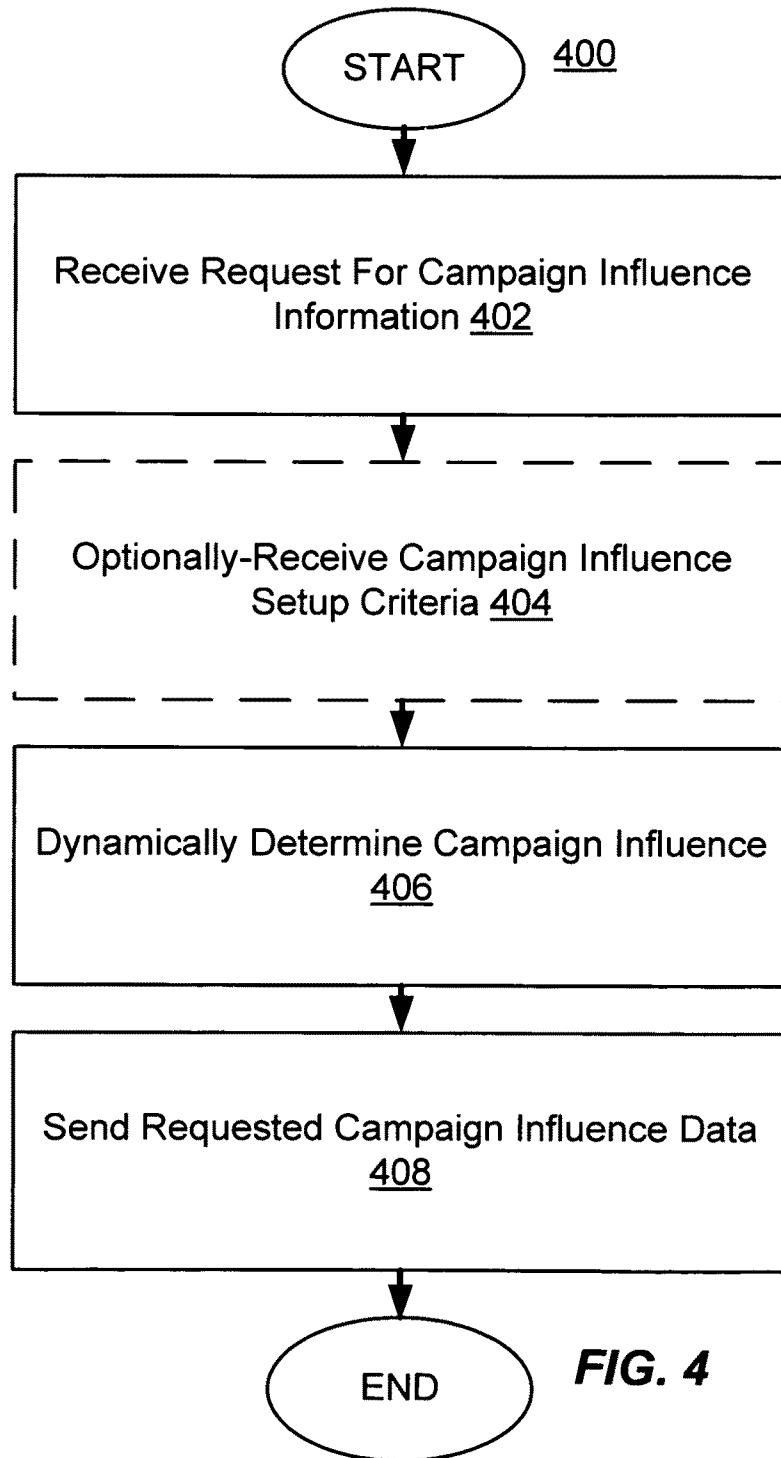 START
400
Receive Request For Campaign Influence
Information 402
Optionally-Receive Campaign Influence
Setup Criteria 404
Dynamically Determine Campaign Influence
406
Send Requested Campaign Influence Data
408
END
FIG. 4